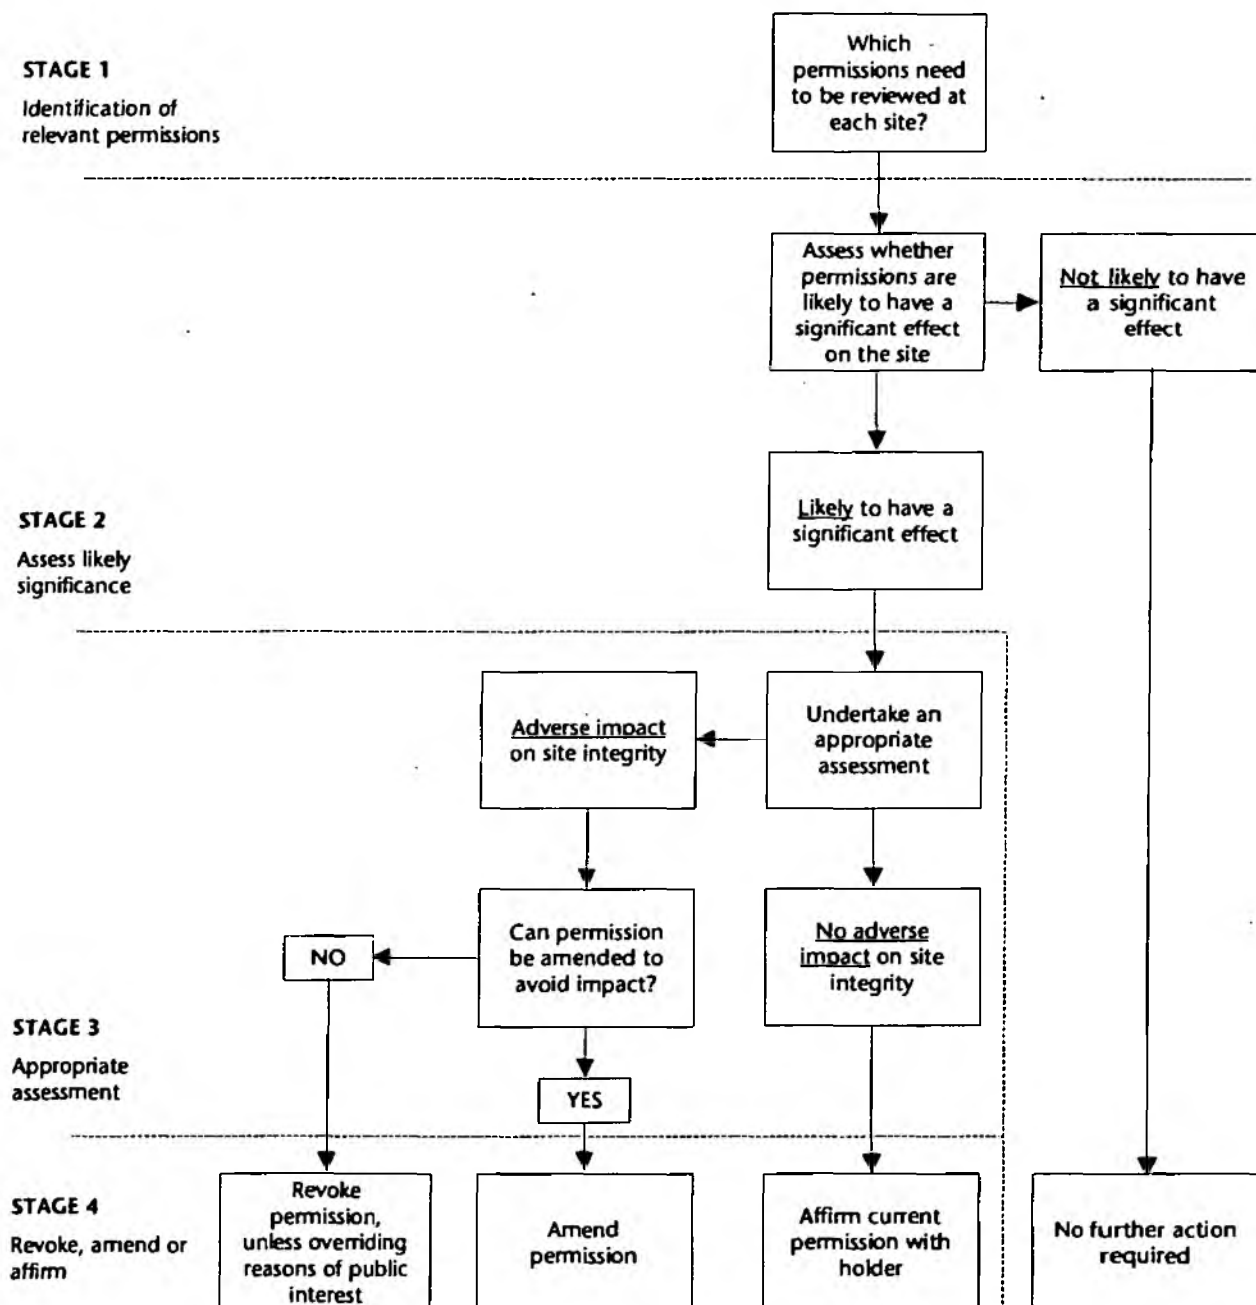 STAGE 1
Identification of
relevant permissions
Which
permissions need
to be reviewed at
each site?
Assess whether
permissions are
likely to have a
significant effect
on the site
Not likely to have
a significant
effect
STAGE 2
Assess likely
significance
Likely to have a
significant effect
Adverse impact
on site integrity
Undertake an
appropriate
assessment
NO
Can permission
be amended to
avoid impact?
No adverse
impact on site
integrity
STAGE 3
Appropriate
assessment
YES
STAGE 4
Revoke, amend or
affirm
Revoke
permission,
unless overriding
reasons of public
interest
Amend
permission
Affirm current
permission with
holder
No further action
required